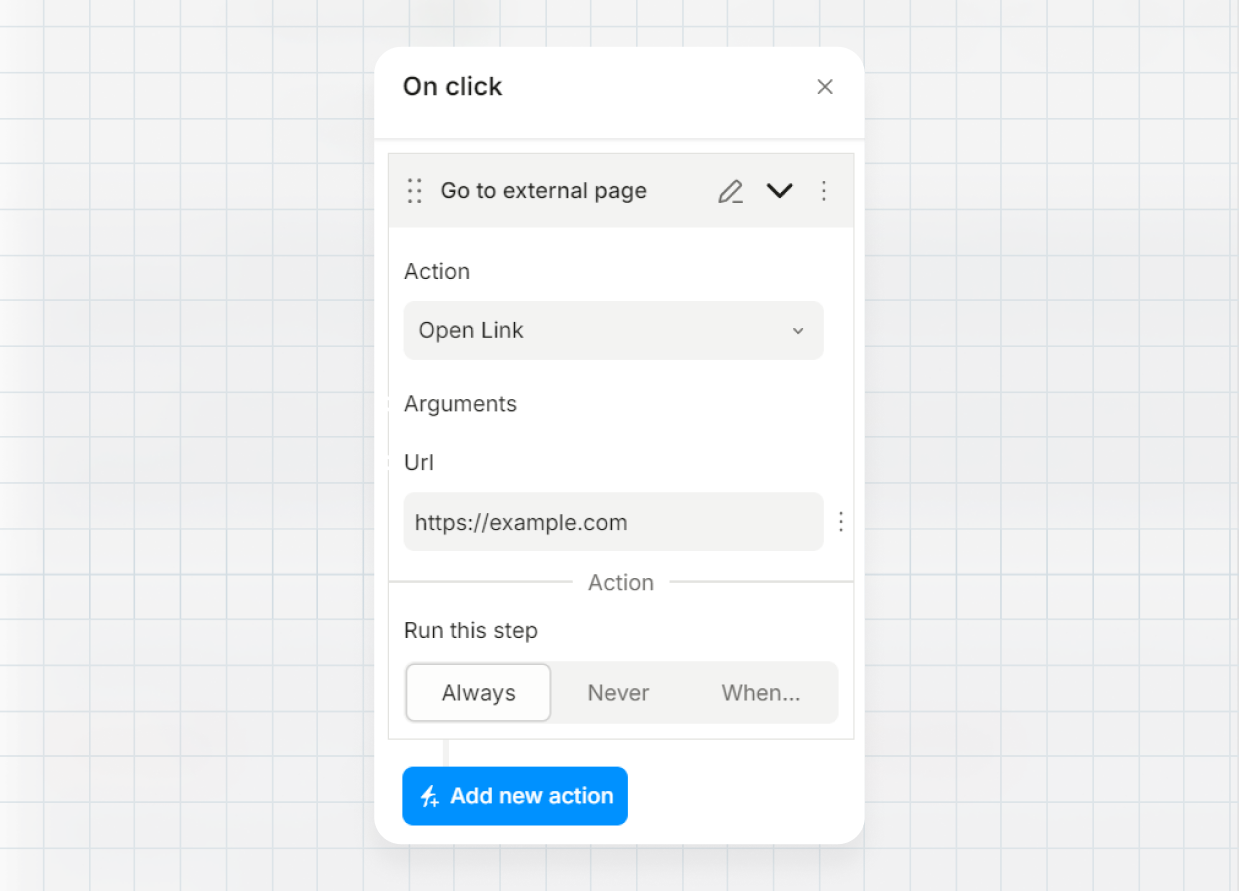 On click
Go to external page
Action
Open Link
Arguments
Url
https://example.com
Action
Run this step
Always Never When...
Add new action